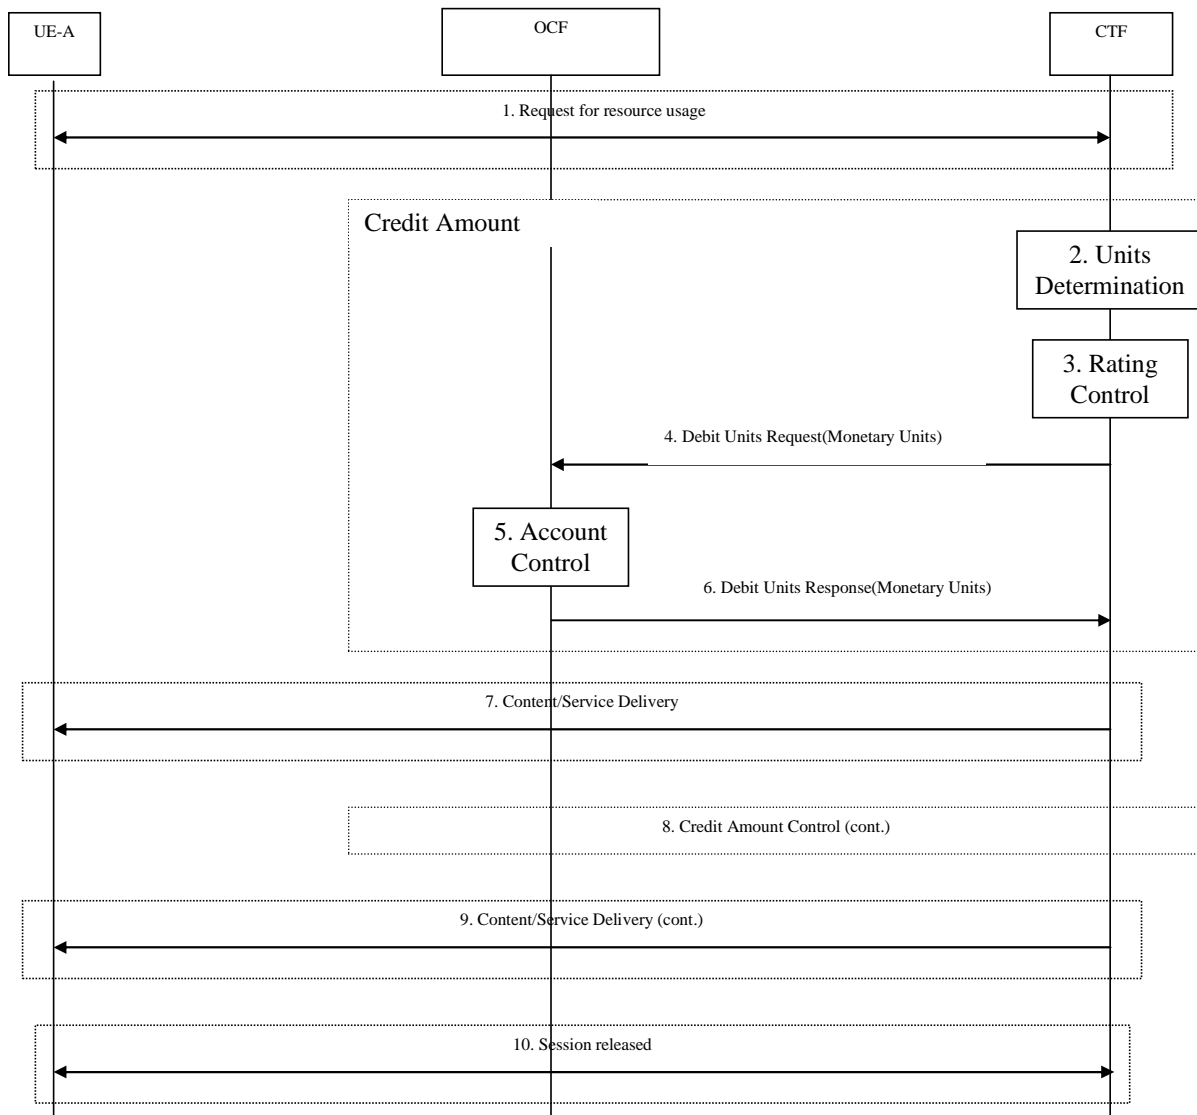 UE-A
OCF
CTF
1. Request for resource usage
Credit Amount
2. Units
Determination
3. Rating
Control
4. Debit Units Request(Monetary Units)
5. Account
Control
6. Debit Units Response(Monetary Units)
7. Content/Service Delivery
8. Credit Amount Control (cont.)
9. Content/Service Delivery (cont.)
10. Session released